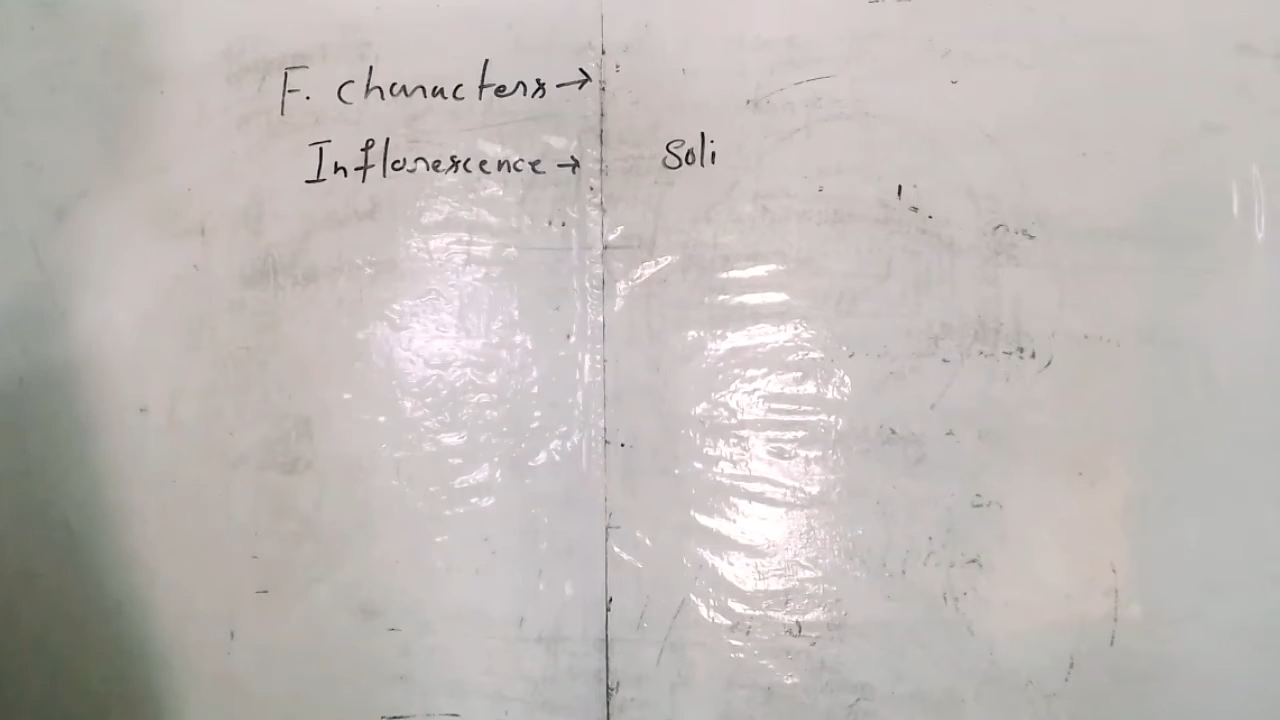 F. characters →
Inflorescence → Soli